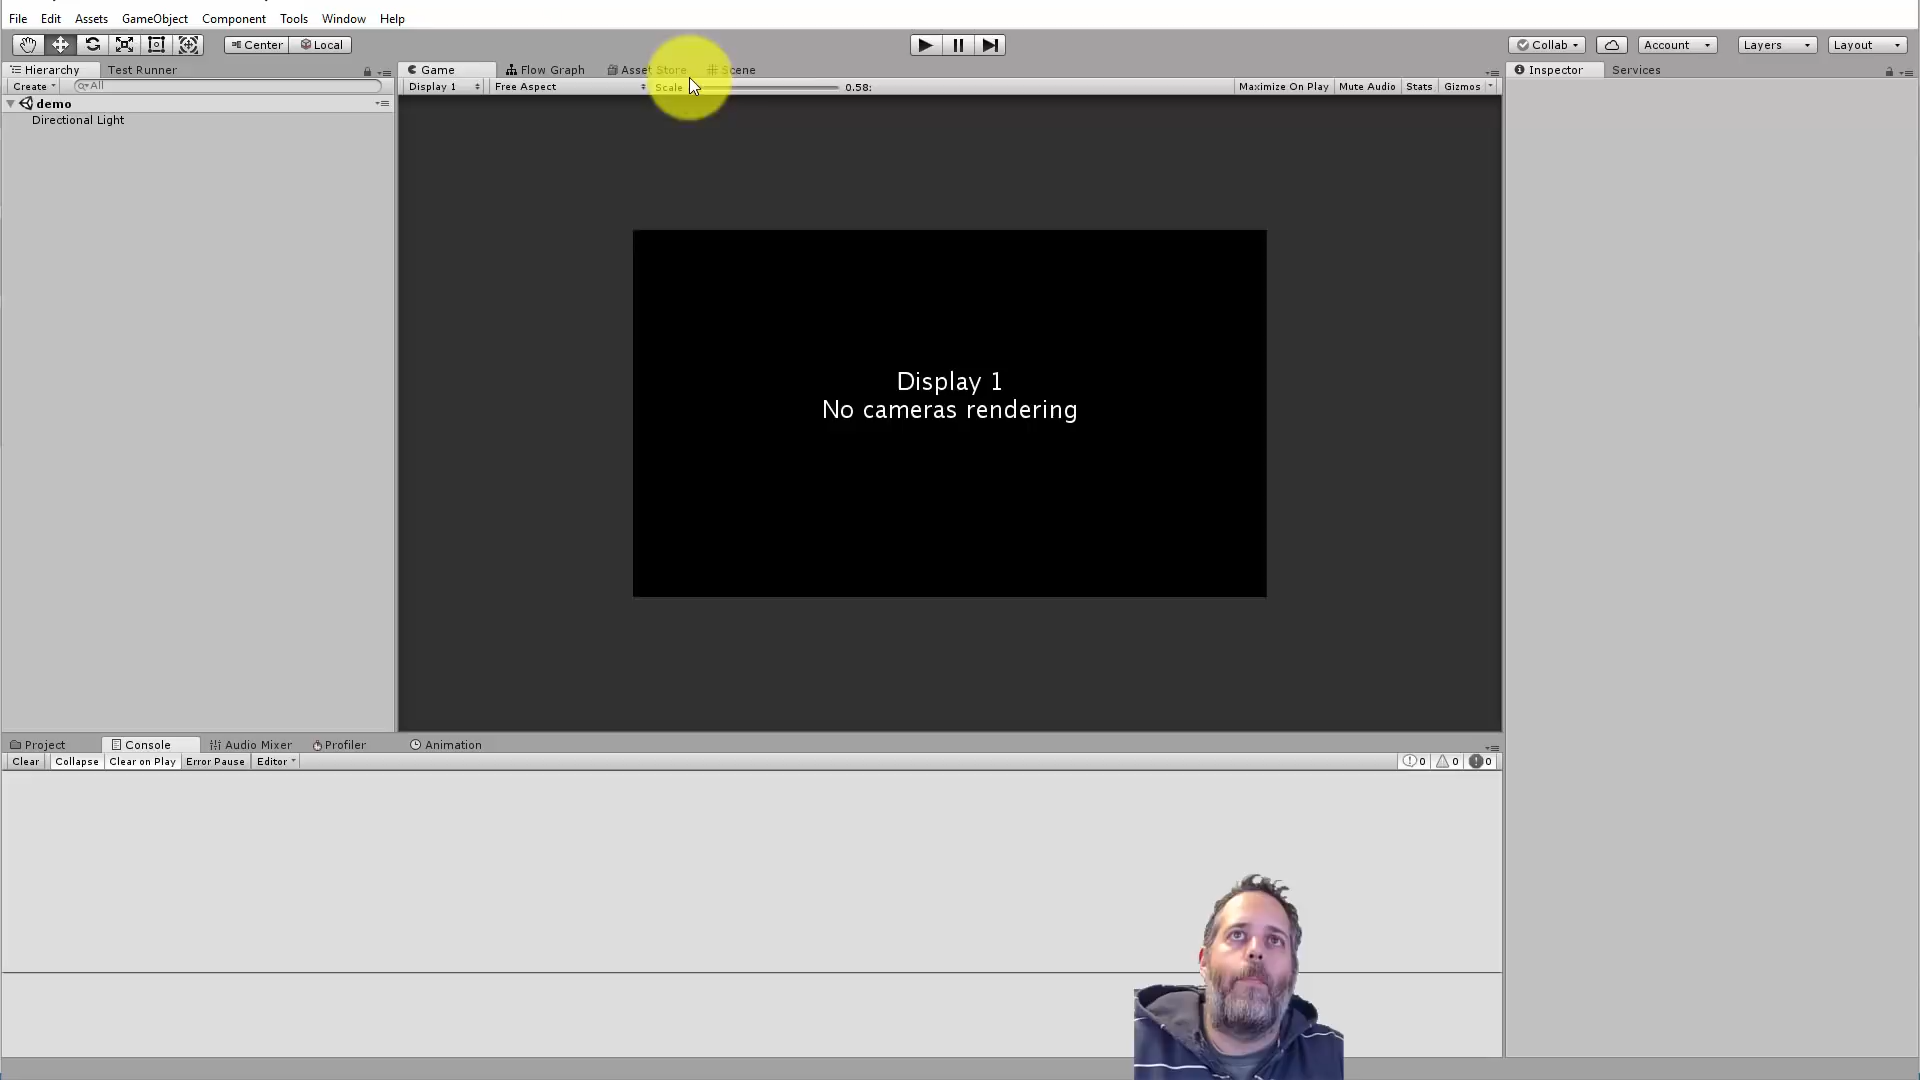 File Edit Assets GameObject Component Tools Window Help
Center Local Collab Account Layers Layout
Hierarchy Test Runner Game Flow Graph Asset Store Scene Inspector Services
Create All Display 1 Free Aspect Scale 0.58: Maximize On Play Mute Audio Stats Gizmos
demo
Directional Light
Display 1
No cameras rendering
Project Console Audio Mixer Profiler Animation
Clear Collapse Clear on Play Error Pause Editor 0 0 0